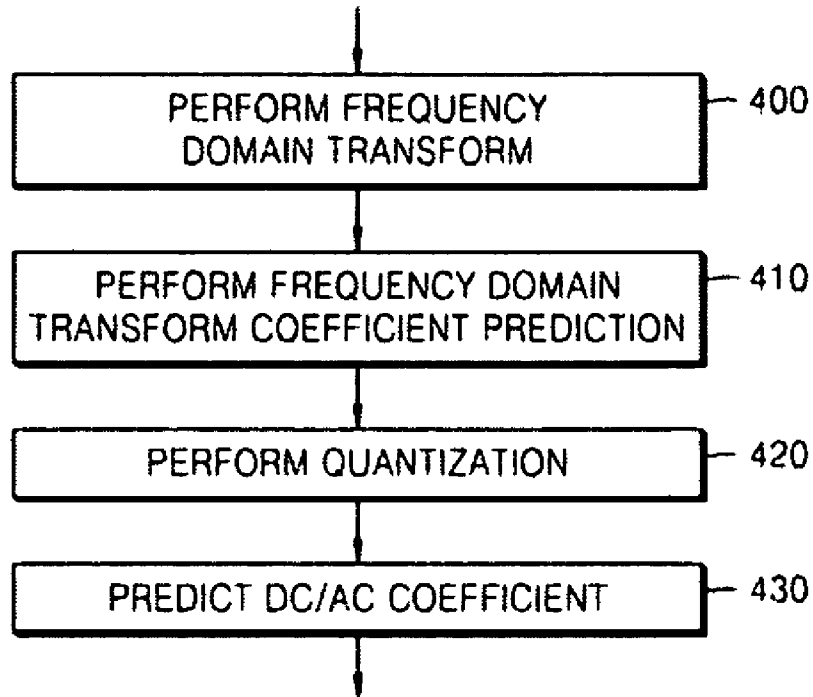 PERFORM FREQUENCY
DOMAIN TRANSFORM
400
PERFORM FREQUENCY DOMAIN
TRANSFORM COEFFICIENT PREDICTION
410
PERFORM QUANTIZATION
420
PREDICT DC/AC COEFFICIENT
430